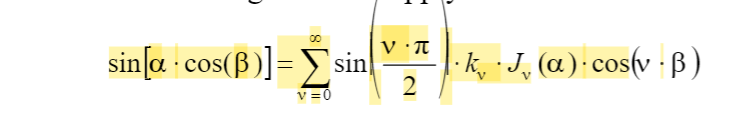 sin[α · cos(β)] = ∑_{ν=0}^{∞} sin(ν · π / 2) · k_ν · J_ν (α) · cos(ν · β)